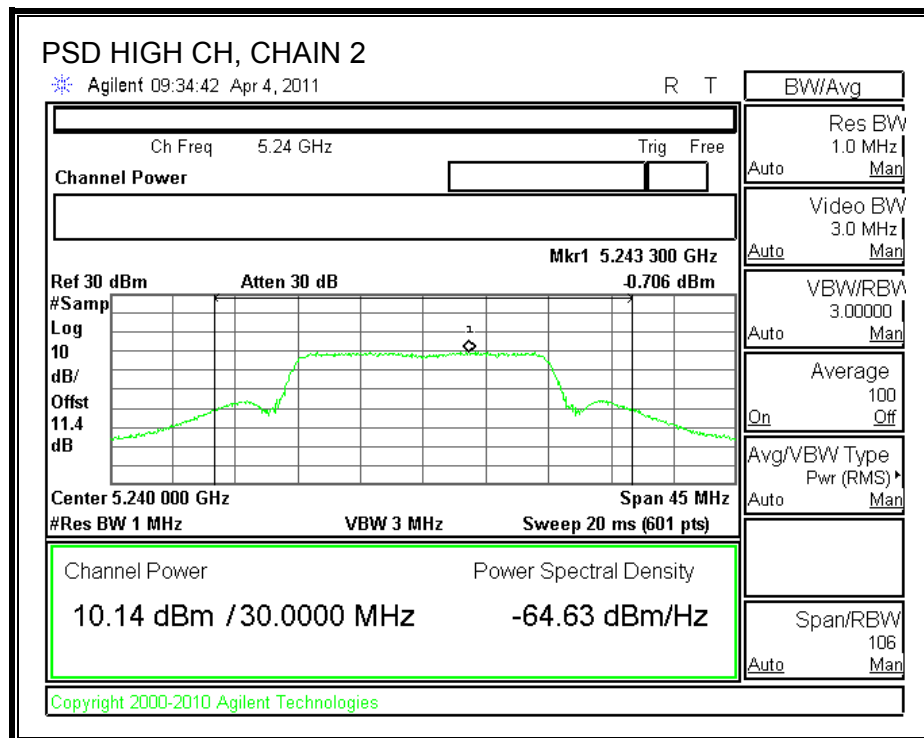 PSD HIGH CH, CHAIN 2
Agilent 09:34:42 Apr 4, 2011 R T
Ch Freq 5.24 GHz Trig Free
Channel Power
Mkr1 5.243 300 GHz
Ref 30 dBm Atten 30 dB -0.706 dBm
#Samp
Log
10
dB/
Offst
11.4
dB
1
Center 5.240 000 GHz Span 45 MHz
#Res BW 1 MHz VBW 3 MHz Sweep 20 ms (601 pts)
Channel Power Power Spectral Density
10.14 dBm / 30.0000 MHz -64.63 dBm/Hz
Copyright 2000-2010 Agilent Technologies
BW/Avg
Res BW
1.0 MHz
Auto Man
Video BW
3.0 MHz
Auto Man
VBW/RBW
3.00000
Auto Man
Average
100
On Off
Avg/VBW Type
Pwr (RMS)
Auto Man
Span/RBW
106
Auto Man